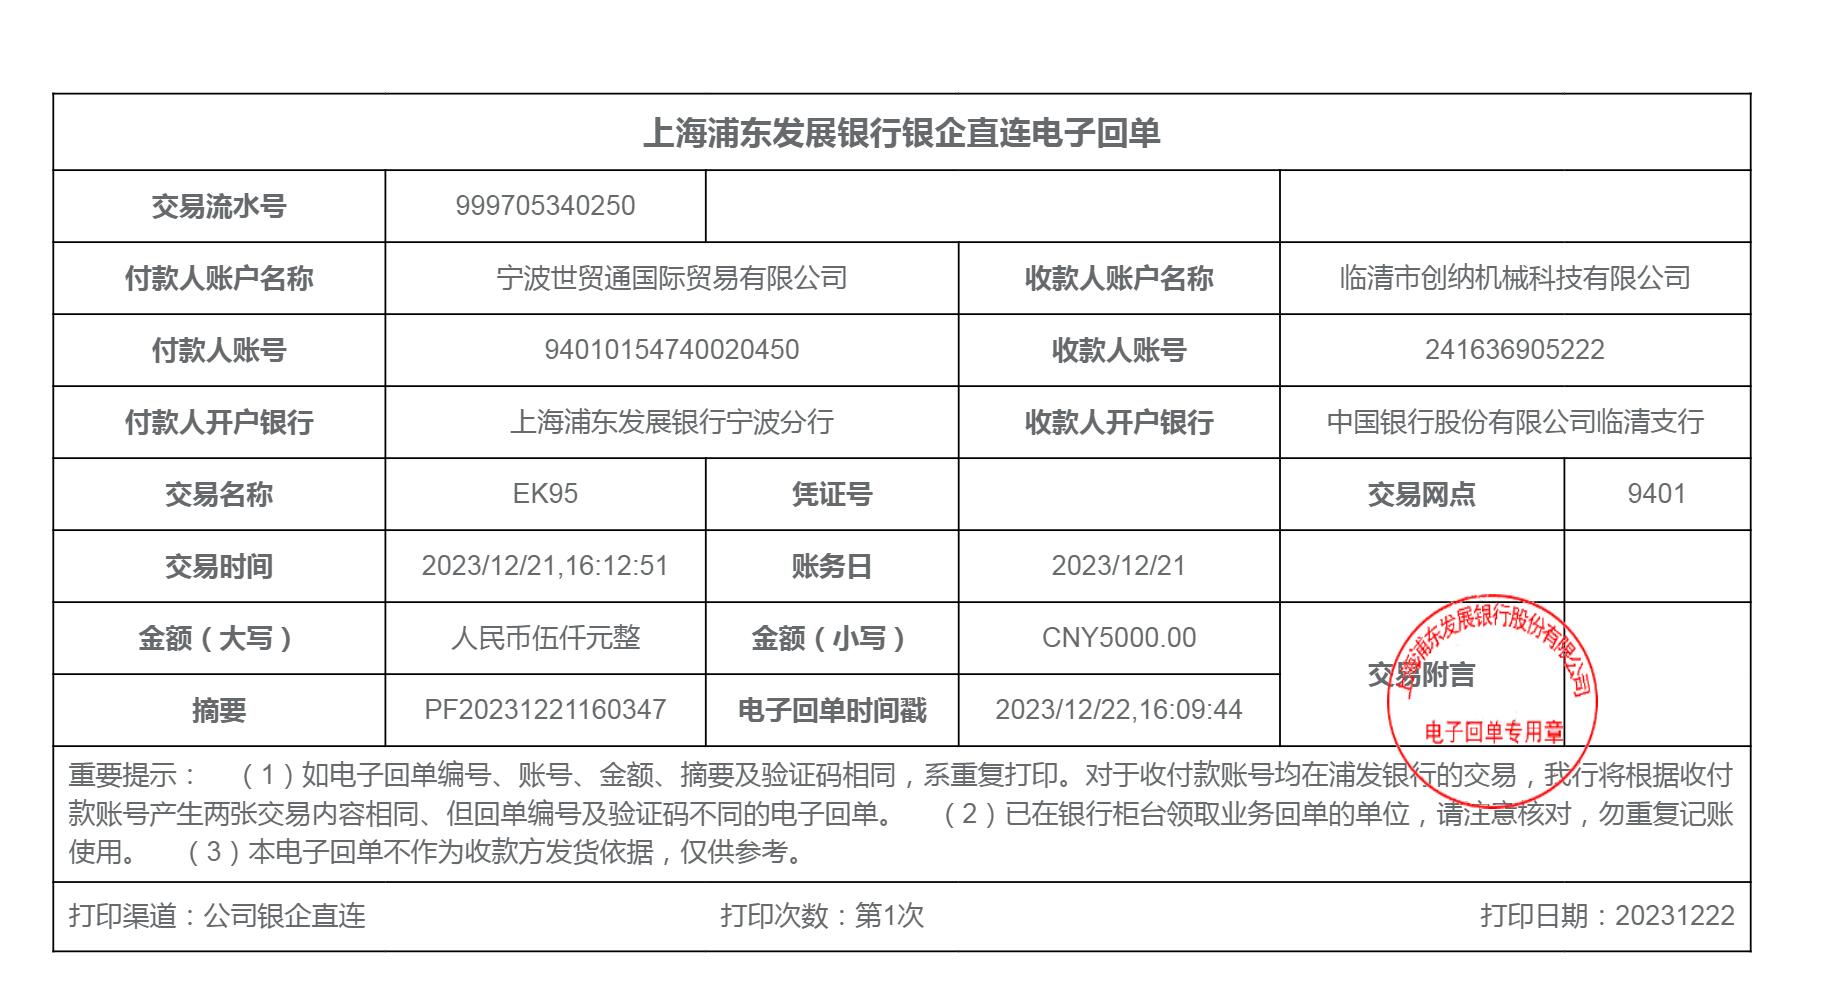 上海浦东发展银行银企直连电子回单
交易流水号 999705340250
付款人账户名称 宁波世贸通国际贸易有限公司 收款人账户名称 临清市创纳机械科技有限公司
付款人账号 94010154740020450 收款人账号 241636905222
付款人开户银行 上海浦东发展银行宁波分行 收款人开户银行 中国银行股份有限公司临清支行
交易名称 EK95 凭证号 交易网点 9401
交易时间 2023/12/21,16:12:51 账务日 2023/12/21
金额（大写） 人民币伍仟元整 金额（小写） CNY5000.00
交易附言
摘要 PF20231221160347 电子回单时间戳 2023/12/22,16:09:44
上海浦东发展银行股份有限公司
电子回单专用章
重要提示： （1）如电子回单编号、账号、金额、摘要及验证码相同，系重复打印。对于收付款账号均在浦发银行的交易，我行将根据收付
款账号产生两张交易内容相同、但回单编号及验证码不同的电子回单。 （2）已在银行柜台领取业务回单的单位，请注意核对，勿重复记账
使用。 （3）本电子回单不作为收款方发货依据，仅供参考。
打印渠道：公司银企直连 打印次数：第1次 打印日期：20231222